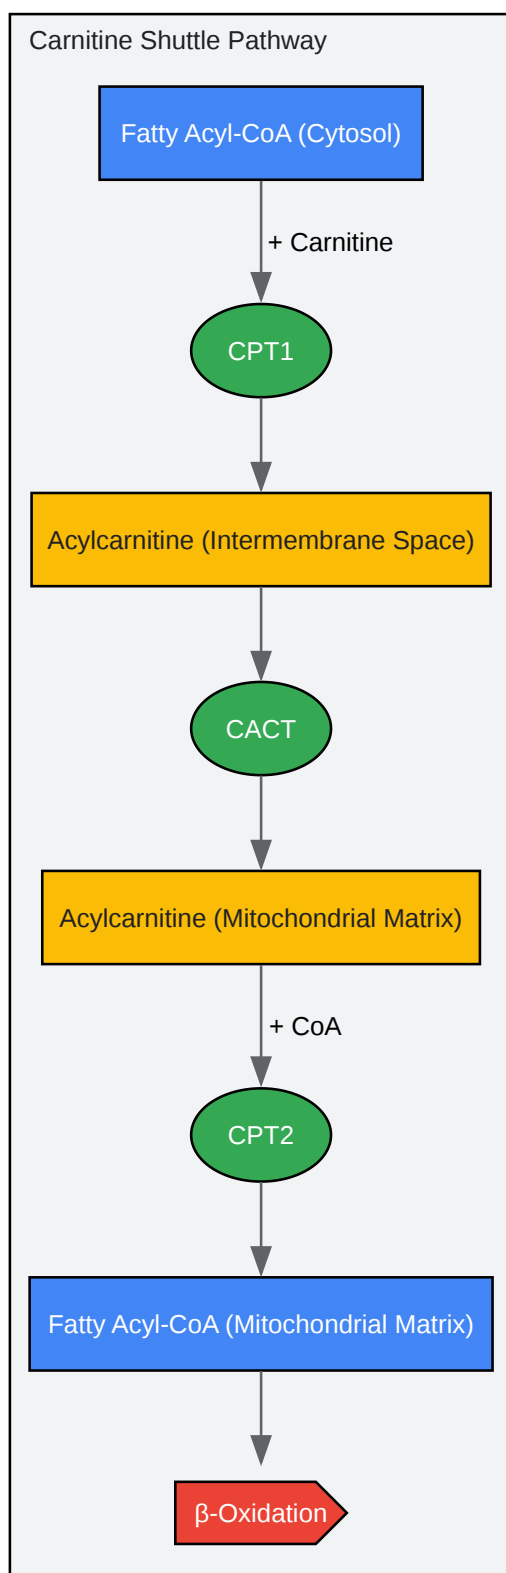 Carnitine Shuttle Pathway
Fatty Acyl-CoA (Cytosol)
+ Carnitine
CPT1
Acylcarnitine (Intermembrane Space)
CACT
Acylcarnitine (Mitochondrial Matrix)
+ CoA
CPT2
Fatty Acyl-CoA (Mitochondrial Matrix)
β-Oxidation